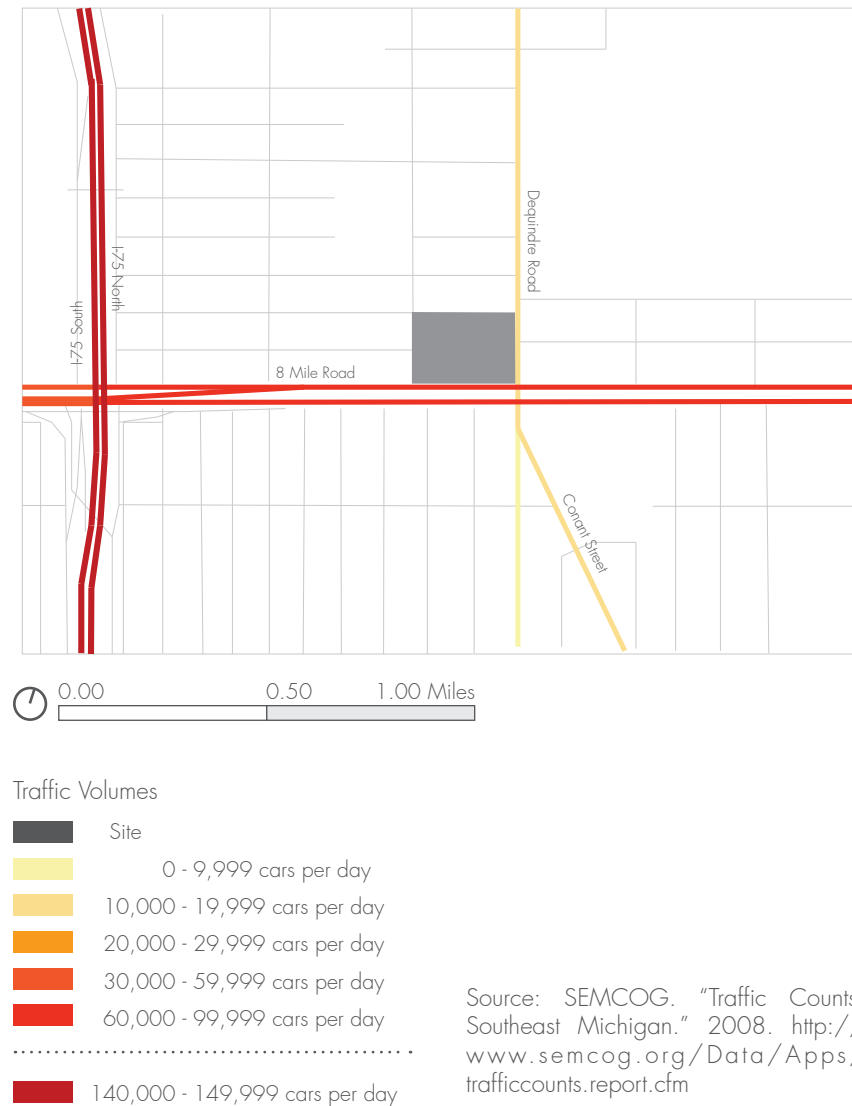 Dequindre Road
I-75 North
I-75 South
8 Mile Road
Conant Street
0.00 0.50 1.00 Miles
Traffic Volumes
Site
0 - 9,999 cars per day
10,000 - 19,999 cars per day
20,000 - 29,999 cars per day
30,000 - 59,999 cars per day
60,000 - 99,999 cars per day
140,000 - 149,999 cars per day
Source: SEMCOG. “Traffic Counts
Southeast Michigan.” 2008. http:/
www.semcog.org/Data/Apps/
trafficcounts.report.cfm